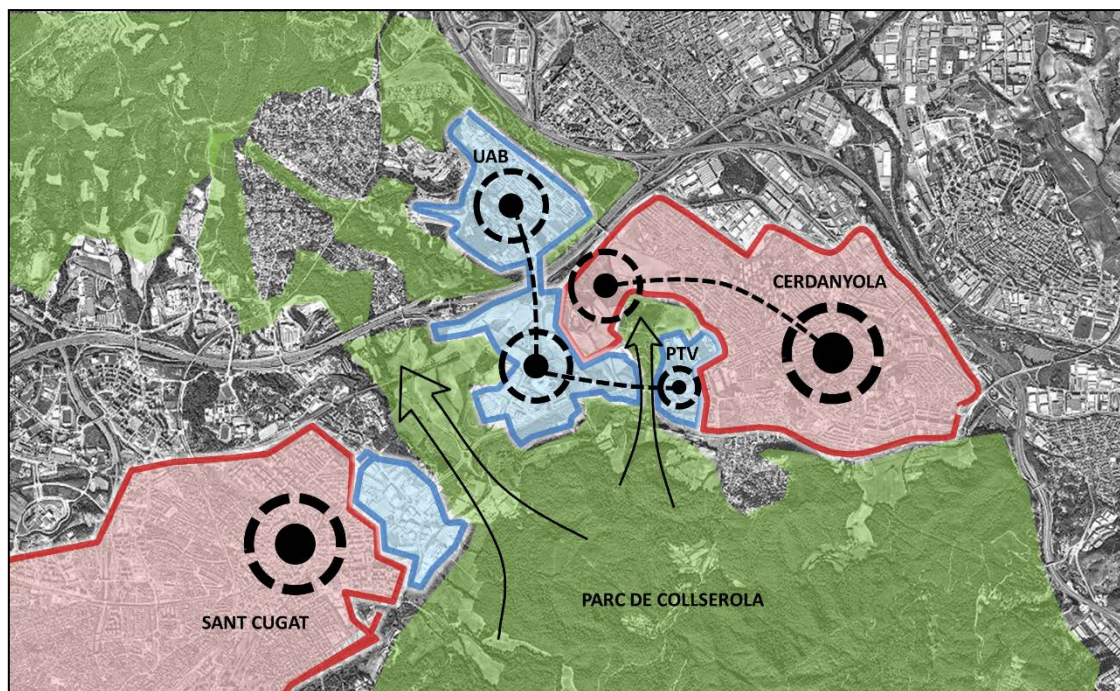 UAB
CERDANYOLA
PTV
PARC DE COLLSEROLA
SANT CUGAT